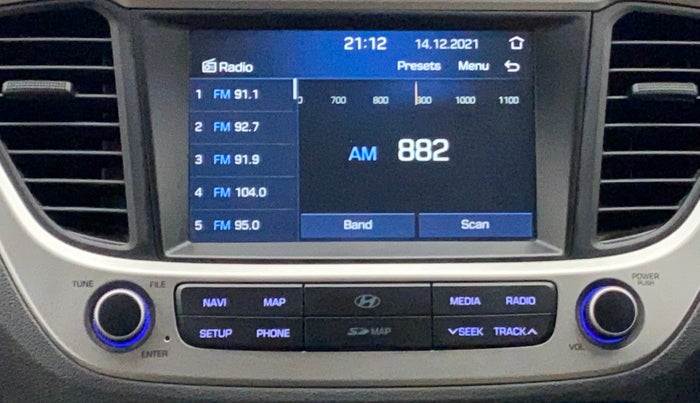 21:12 14.12.2021
Radio Presets Menu
1 FM 91.1
2 FM 92.7
3 FM 91.9
4 FM 104.0
5 FM 95.0
700 800 900 1000 1100
AM 882
Band Scan
TUNE FILE
ENTER
NAVI MAP
SETUP PHONE
SD MAP
MEDIA RADIO
SEEK TRACK
POWER
PUSH
VOL